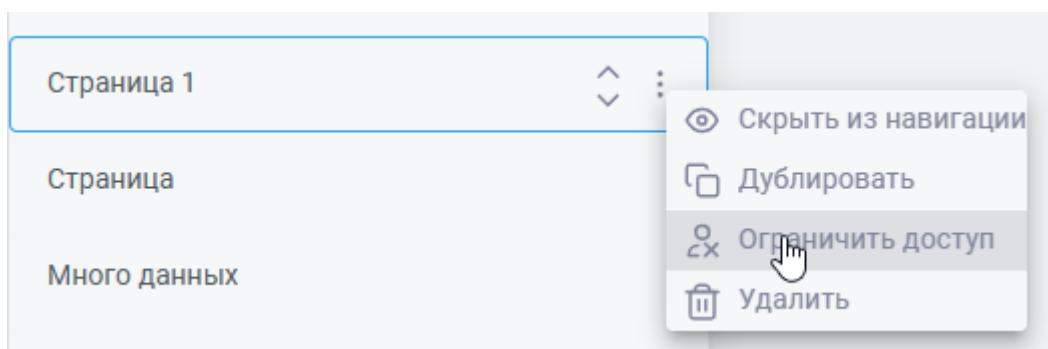 Страница 1
Скрыть из навигации
Страница
Дублировать
Ограничить доступ
Много данных
Удалить